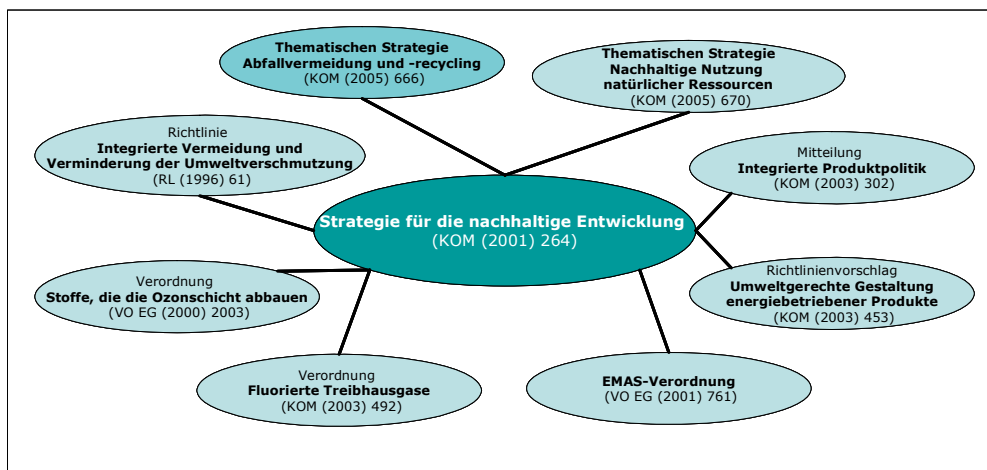 Thematischen Strategie
Abfallvermeidung und -recycling
(KOM (2005) 666)
Thematischen Strategie
Nachhaltige Nutzung
natürlicher Ressourcen
(KOM (2005) 670)
Richtlinie
Integrierte Vermeidung und
Verminderung der Umweltverschmutzung
(RL (1996) 61)
Mitteilung
Integrierte Produktpolitik
(KOM (2003) 302)
Strategie für die nachhaltige Entwicklung
(KOM (2001) 264)
Verordnung
Stoffe, die die Ozonschicht abbauen
(VO EG (2000) 2003)
Richtlinienvorschlag
Umweltgerechte Gestaltung
energiebetriebener Produkte
(KOM (2003) 453)
Verordnung
Fluorierte Treibhausgase
(KOM (2003) 492)
EMAS-Verordnung
(VO EG (2001) 761)